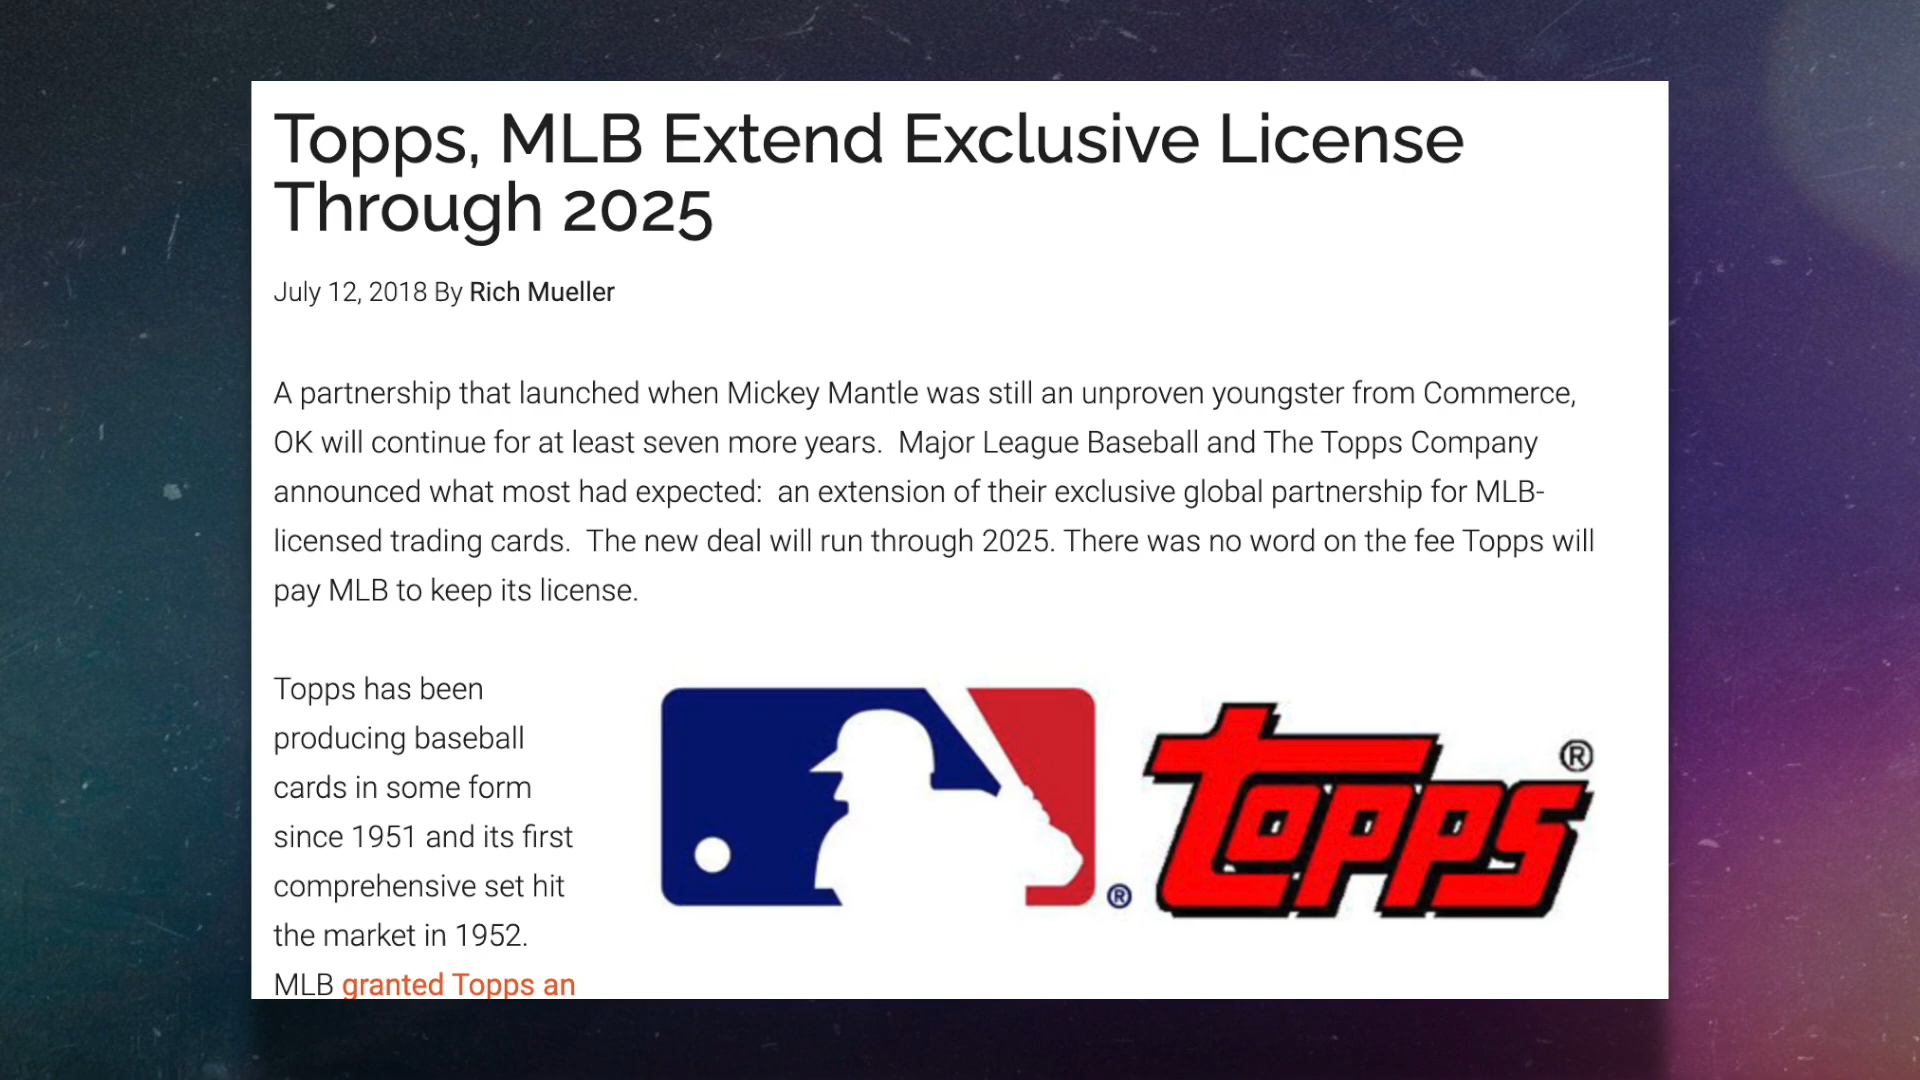 Topps, MLB Extend Exclusive License
Through 2025
July 12, 2018 By Rich Mueller
A partnership that launched when Mickey Mantle was still an unproven youngster from Commerce,
OK will continue for at least seven more years.  Major League Baseball and The Topps Company
announced what most had expected:  an extension of their exclusive global partnership for MLB-
licensed trading cards.  The new deal will run through 2025. There was no word on the fee Topps will
pay MLB to keep its license.
Topps has been
producing baseball
cards in some form
since 1951 and its first
comprehensive set hit
the market in 1952.
MLB granted Topps an
®
topps ®